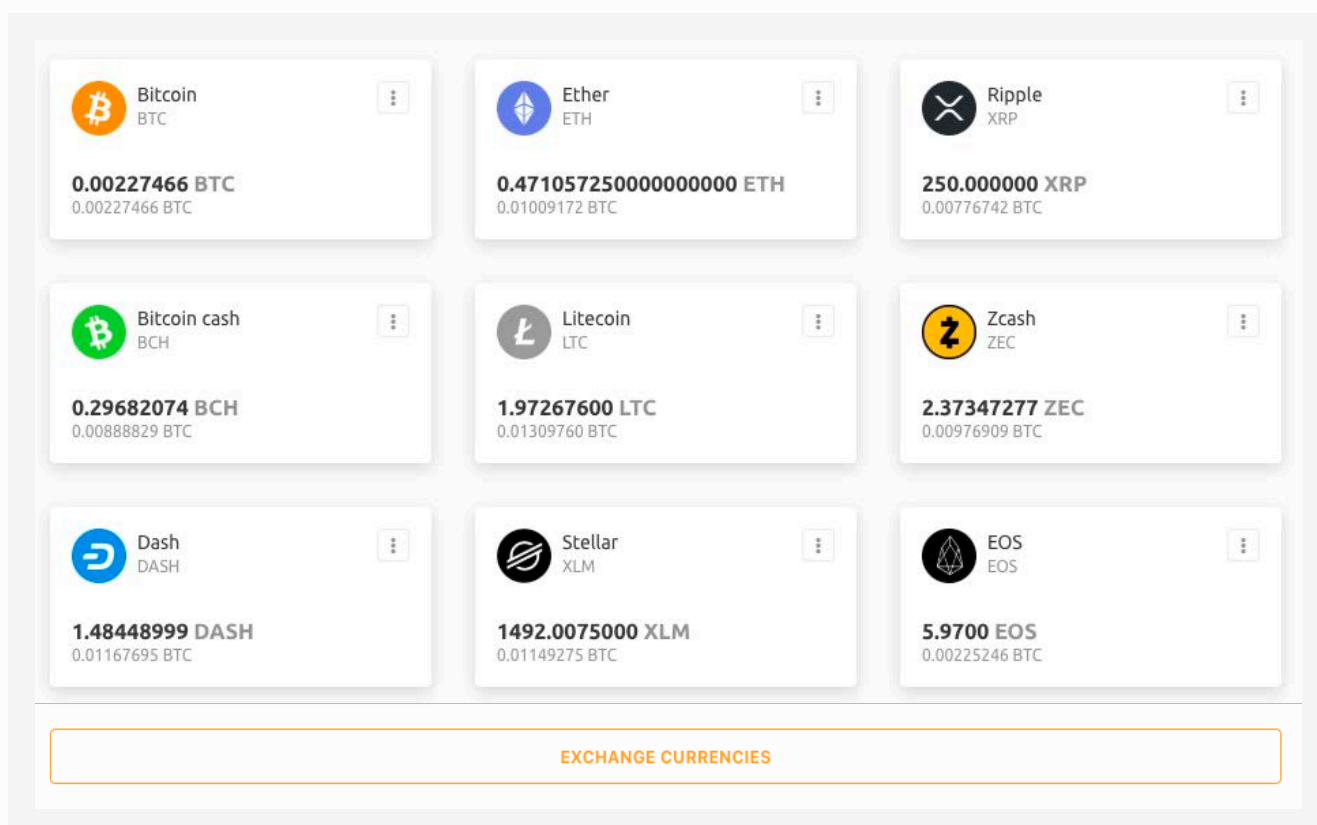 Bitcoin
BTC
0.00227466 BTC
0.00227466 BTC
Ether
ETH
0.471057250000000000 ETH
0.01009172 BTC
Ripple
XRP
250.000000 XRP
0.00776742 BTC
Bitcoin cash
BCH
0.29682074 BCH
0.00888829 BTC
Litecoin
LTC
1.97267600 LTC
0.01309760 BTC
Zcash
ZEC
2.37347277 ZEC
0.00976909 BTC
Dash
DASH
1.48448999 DASH
0.01167695 BTC
Stellar
XLM
1492.0075000 XLM
0.01149275 BTC
EOS
EOS
5.9700 EOS
0.00225246 BTC
EXCHANGE CURRENCIES